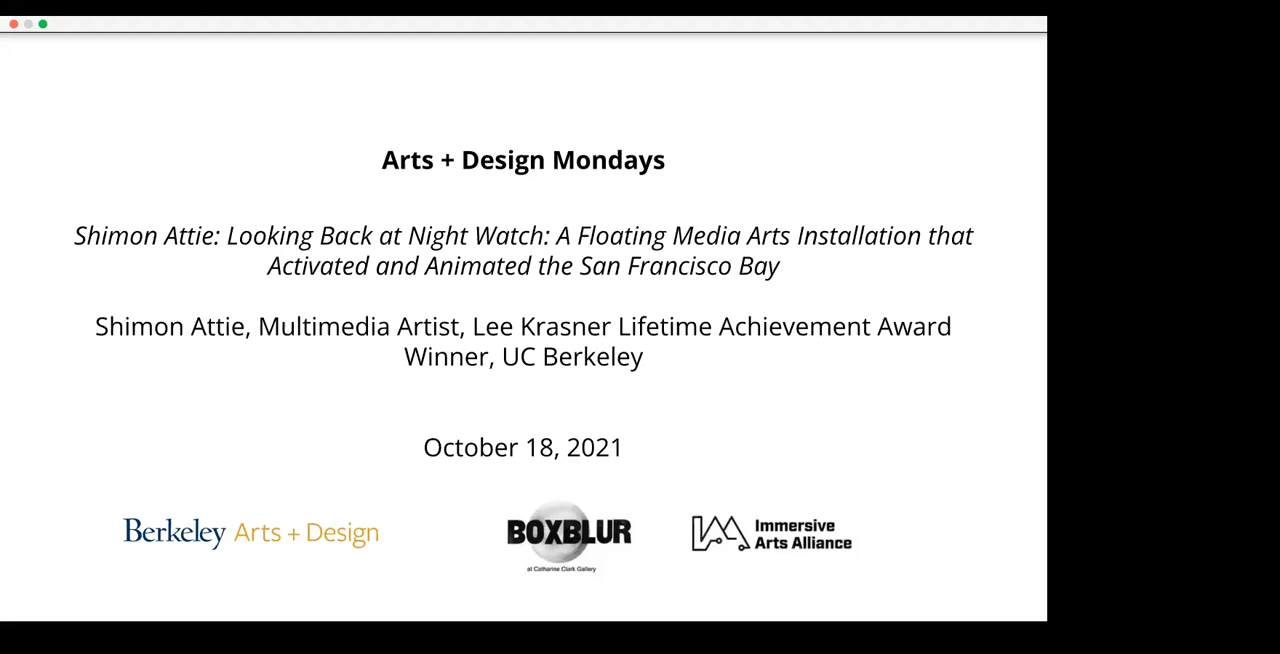 Arts + Design Mondays
Shimon Attie: Looking Back at Night Watch: A Floating Media Arts Installation that
Activated and Animated the San Francisco Bay
Shimon Attie, Multimedia Artist, Lee Krasner Lifetime Achievement Award
Winner, UC Berkeley
October 18, 2021
Berkeley Arts + Design
BOXBLUR
at Catharine Clark Gallery
Immersive
Arts Alliance